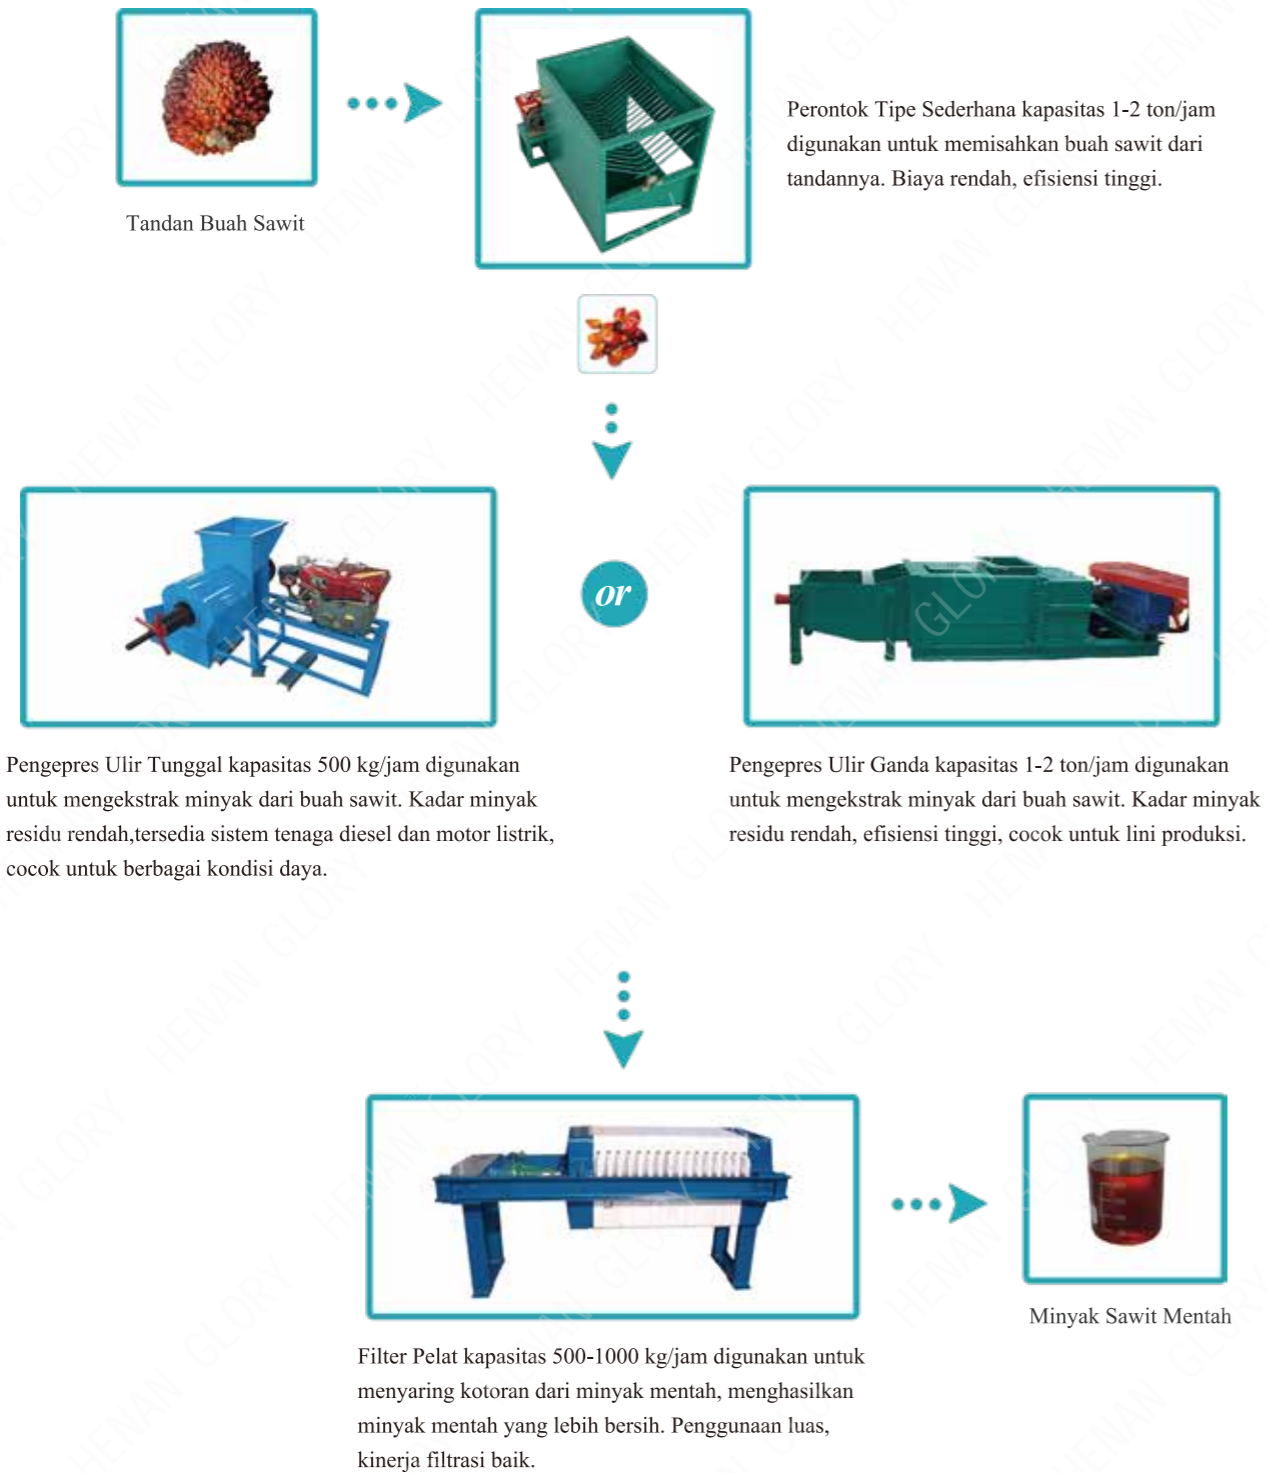 Tandan Buah Sawit
Perontok Tipe Sederhana kapasitas 1-2 ton/jam
digunakan untuk memisahkan buah sawit dari
tandannya. Biaya rendah, efisiensi tinggi.
or
Pengepres Ulir Tunggal kapasitas 500 kg/jam digunakan
untuk mengekstrak minyak dari buah sawit. Kadar minyak
residu rendah,tersedia sistem tenaga diesel dan motor listrik,
cocok untuk berbagai kondisi daya.
Pengepres Ulir Ganda kapasitas 1-2 ton/jam digunakan
untuk mengekstrak minyak dari buah sawit. Kadar minyak
residu rendah, efisiensi tinggi, cocok untuk lini produksi.
Filter Pelat kapasitas 500-1000 kg/jam digunakan untuk
menyaring kotoran dari minyak mentah, menghasilkan
minyak mentah yang lebih bersih. Penggunaan luas,
kinerja filtrasi baik.
Minyak Sawit Mentah
HENAN GLORY